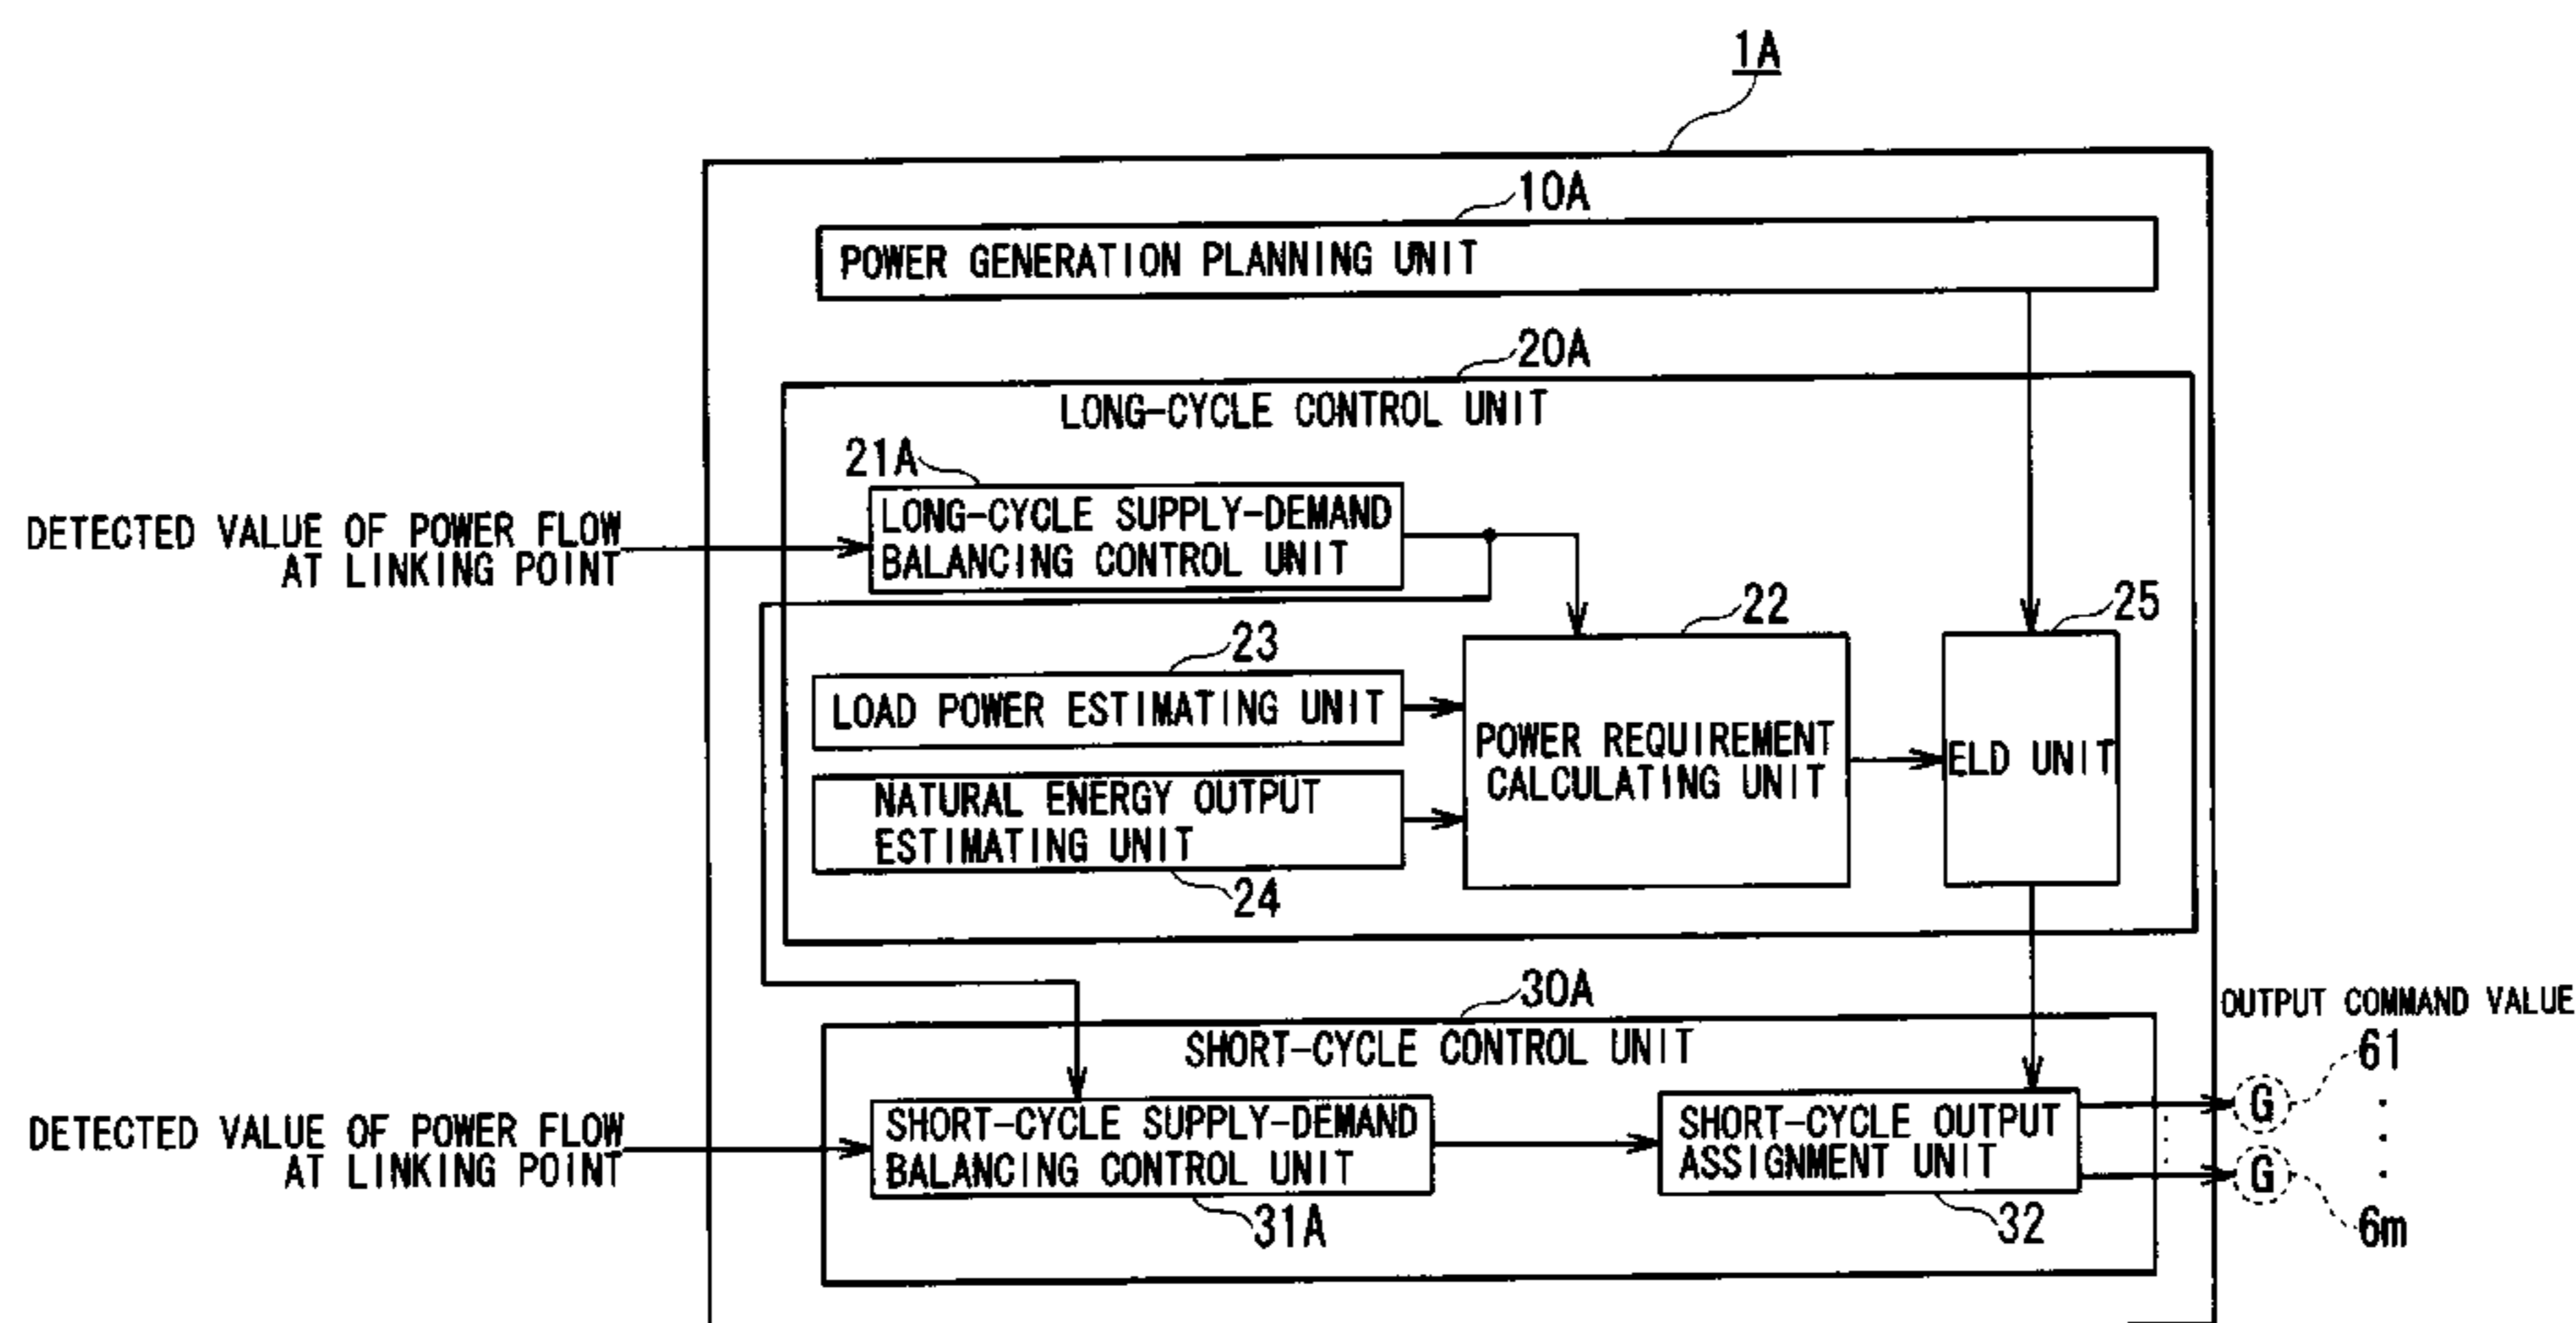 1A
10A
POWER GENERATION PLANNING UNIT
20A
LONG-CYCLE CONTROL UNIT
21A
LONG-CYCLE SUPPLY-DEMAND
BALANCING CONTROL UNIT
DETECTED VALUE OF POWER FLOW
AT LINKING POINT
22
25
23
LOAD POWER ESTIMATING UNIT
POWER REQUIREMENT
CALCULATING UNIT
ELD UNIT
NATURAL ENERGY OUTPUT
ESTIMATING UNIT
24
30A
SHORT-CYCLE CONTROL UNIT
OUTPUT COMMAND VALUE
61
DETECTED VALUE OF POWER FLOW
AT LINKING POINT
SHORT-CYCLE SUPPLY-DEMAND
BALANCING CONTROL UNIT
SHORT-CYCLE OUTPUT
ASSIGNMENT UNIT
G
G
31A
32
6m